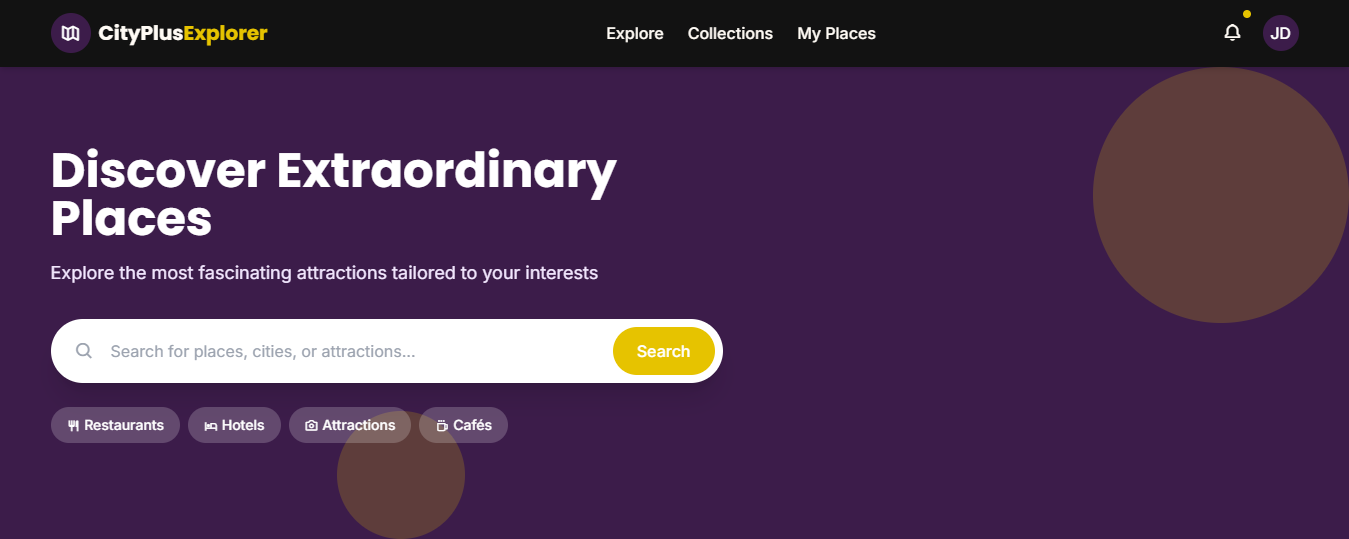 CityPlusExplorer
Explore Collections My Places
JD
Discover Extraordinary
Places
Explore the most fascinating attractions tailored to your interests
Search for places, cities, or attractions...
Search
Restaurants Hotels Attractions Cafés